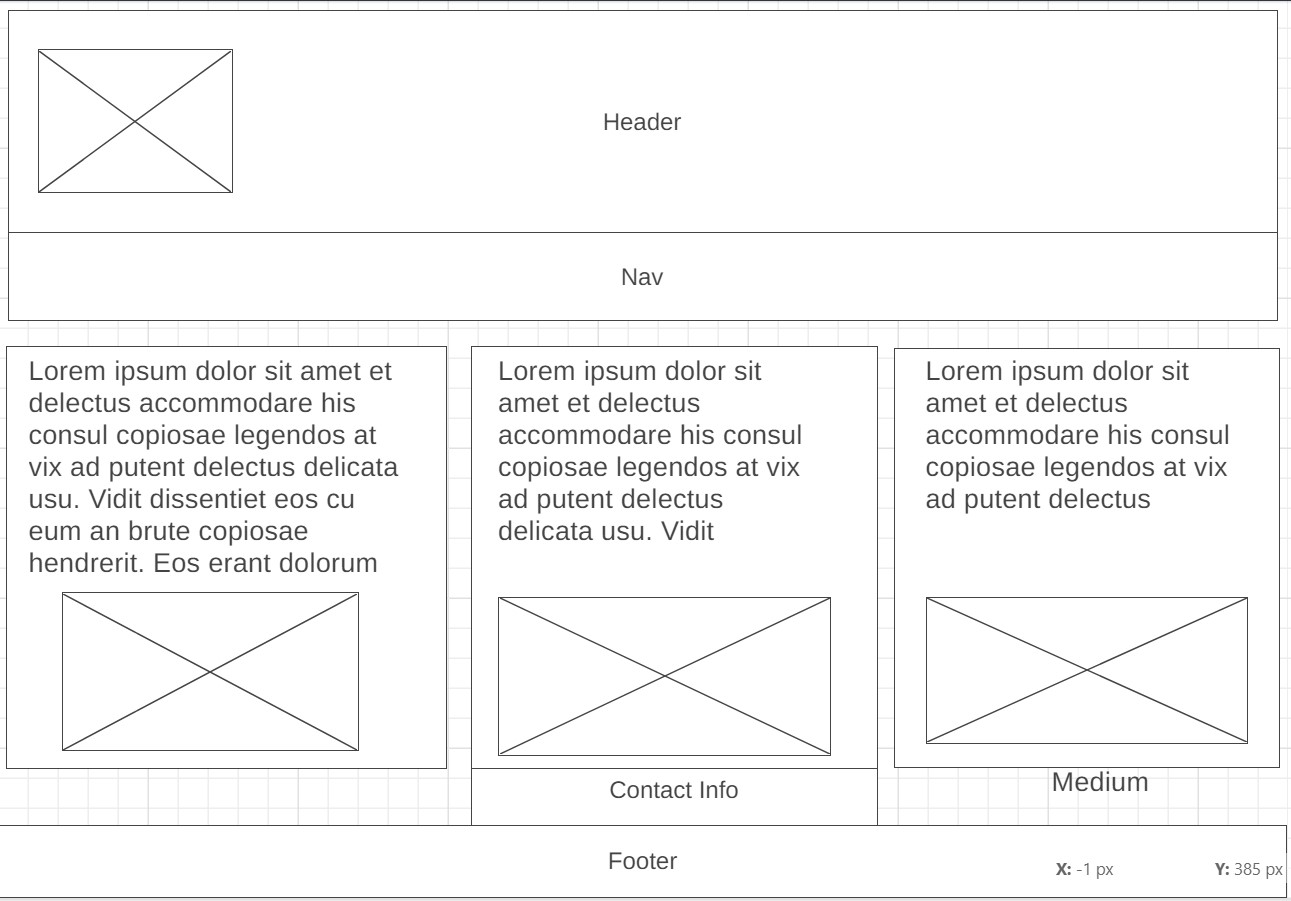 Header
Nav
Lorem ipsum dolor sit amet et
delectus accommodare his
consul copiosae legendos at
vix ad putent delectus delicata
usu. Vidit dissentiet eos cu
eum an brute copiosae
hendrerit. Eos erant dolorum
Lorem ipsum dolor sit
amet et delectus
accommodare his consul
copiosae legendos at vix
ad putent delectus
delicata usu. Vidit
Lorem ipsum dolor sit
amet et delectus
accommodare his consul
copiosae legendos at vix
ad putent delectus
Contact Info
Medium
Footer
X: -1 px
Y: 385 px